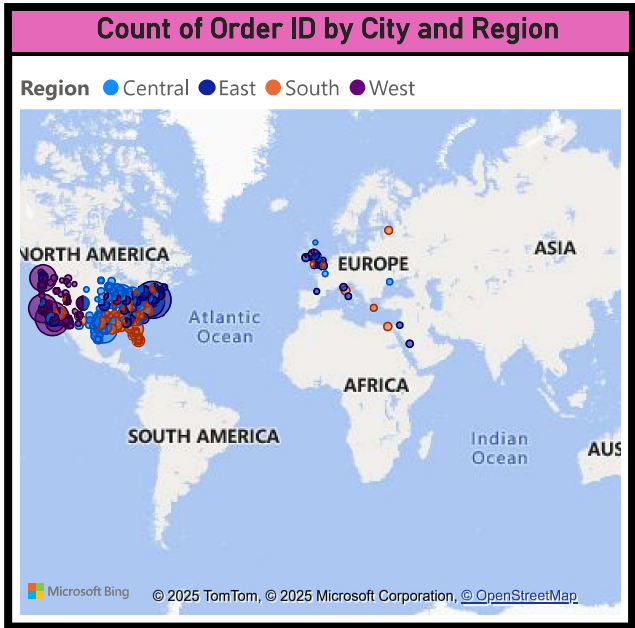 Count of Order ID by City and Region
Region Central East South West
NORTH AMERICA
EUROPE
ASIA
Atlantic
Ocean
AFRICA
SOUTH AMERICA
Indian
Ocean
AUS
Microsoft Bing
© 2025 TomTom, © 2025 Microsoft Corporation, © OpenStreetMap